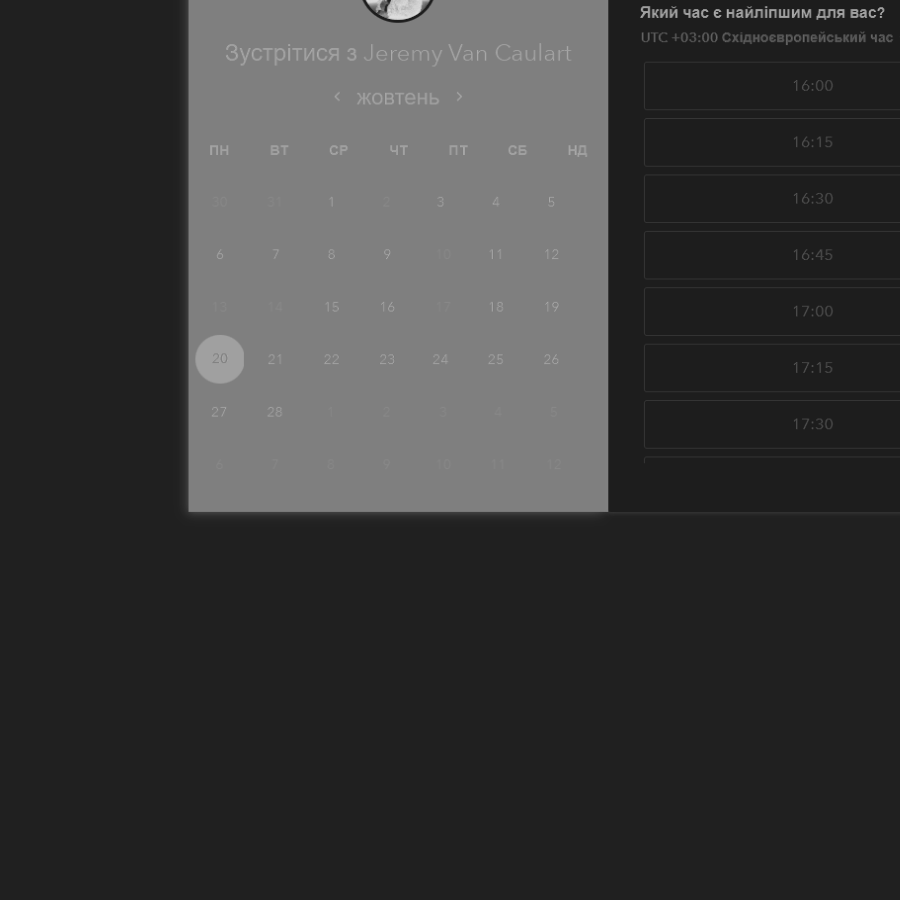 Зустрітися з Jeremy Van Caulart
‹ жовтень ›
ПН ВТ СР ЧТ ПТ СБ НД
30 31 1 2 3 4 5
6 7 8 9 10 11 12
13 14 15 16 17 18 19
20 21 22 23 24 25 26
27 28 1 2 3 4 5
6 7 8 9 10 11 12
Який час є найліпшим для вас?
UTC +03:00 Східноєвропейський час
16:00
16:15
16:30
16:45
17:00
17:15
17:30